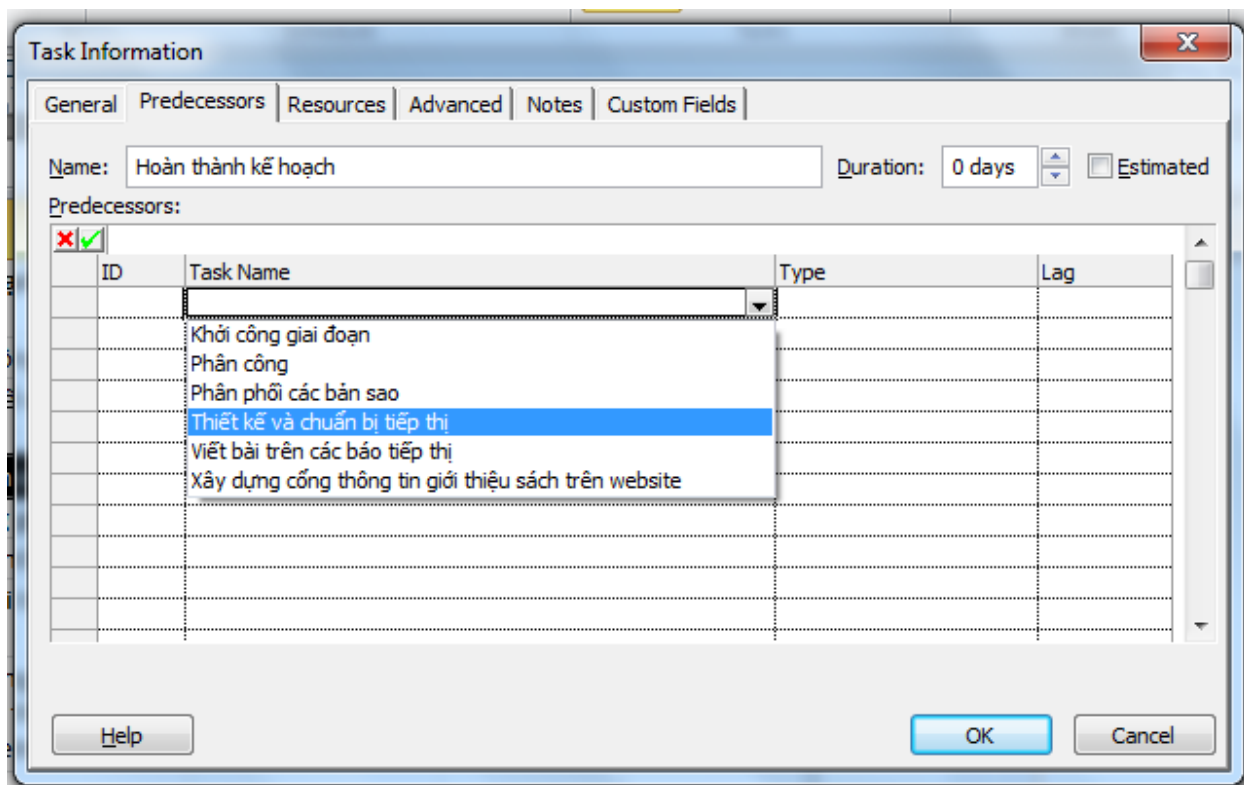 Task Information
General Predecessors Resources Advanced Notes Custom Fields
Name: Hoàn thành kế hoạch Duration: 0 days Estimated
Predecessors:
ID Task Name Type Lag
Khởi công giai đoạn
Phân công
Phân phối các bản sao
Thiết kế và chuẩn bị tiếp thị
Viết bài trên các báo tiếp thị
Xây dựng cổng thông tin giới thiệu sách trên website
Help OK Cancel